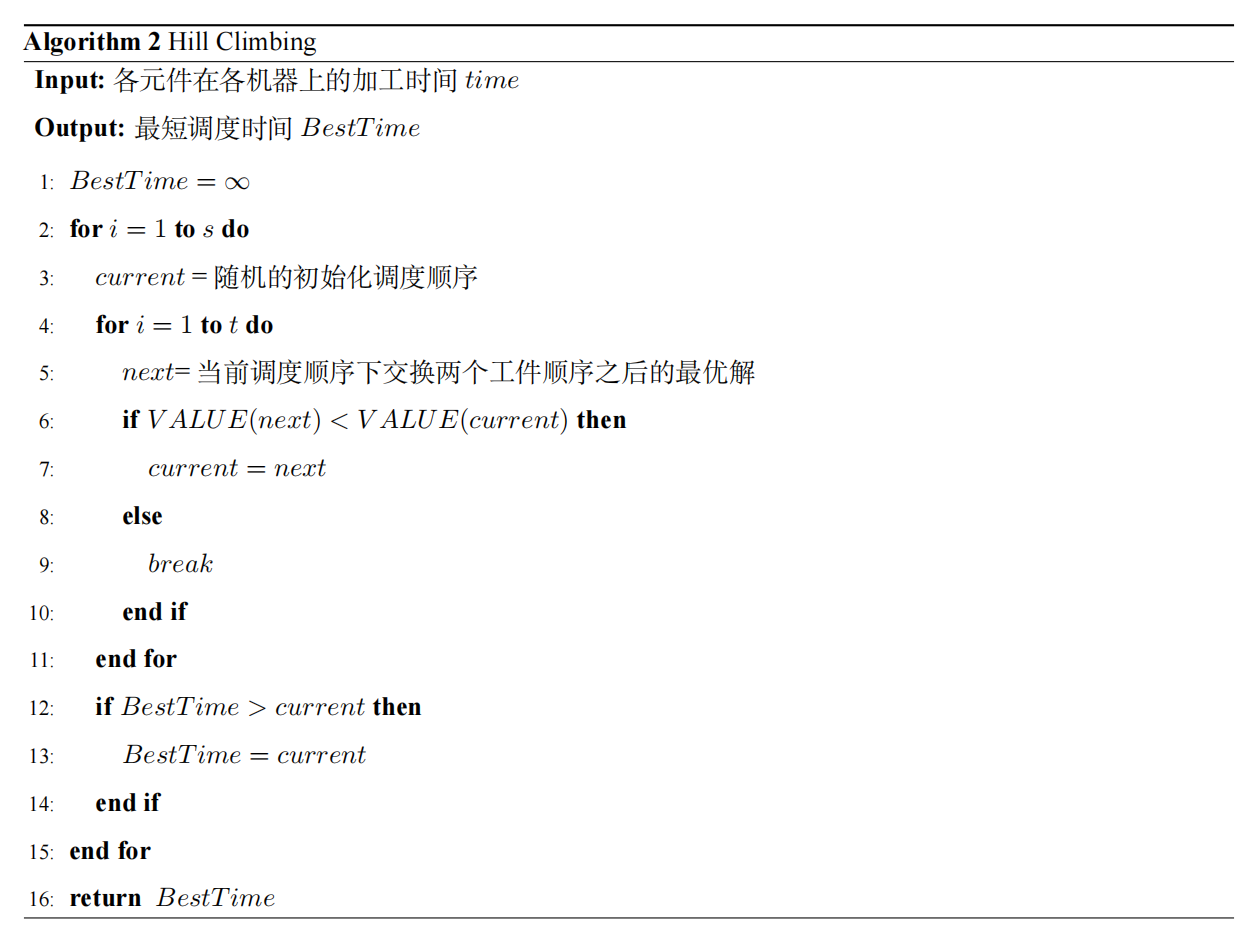 Algorithm 2 Hill Climbing
Input: 各元件在各机器上的加工时间 time
Output: 最短调度时间 BestTime
1: BestTime = ∞
2: for i = 1 to s do
3: current = 随机的初始化调度顺序
4: for i = 1 to t do
5: next= 当前调度顺序下交换两个工件顺序之后的最优解
6: if VALUE(next) < VALUE(current) then
7: current = next
8: else
9: break
10: end if
11: end for
12: if BestTime > current then
13: BestTime = current
14: end if
15: end for
16: return BestTime